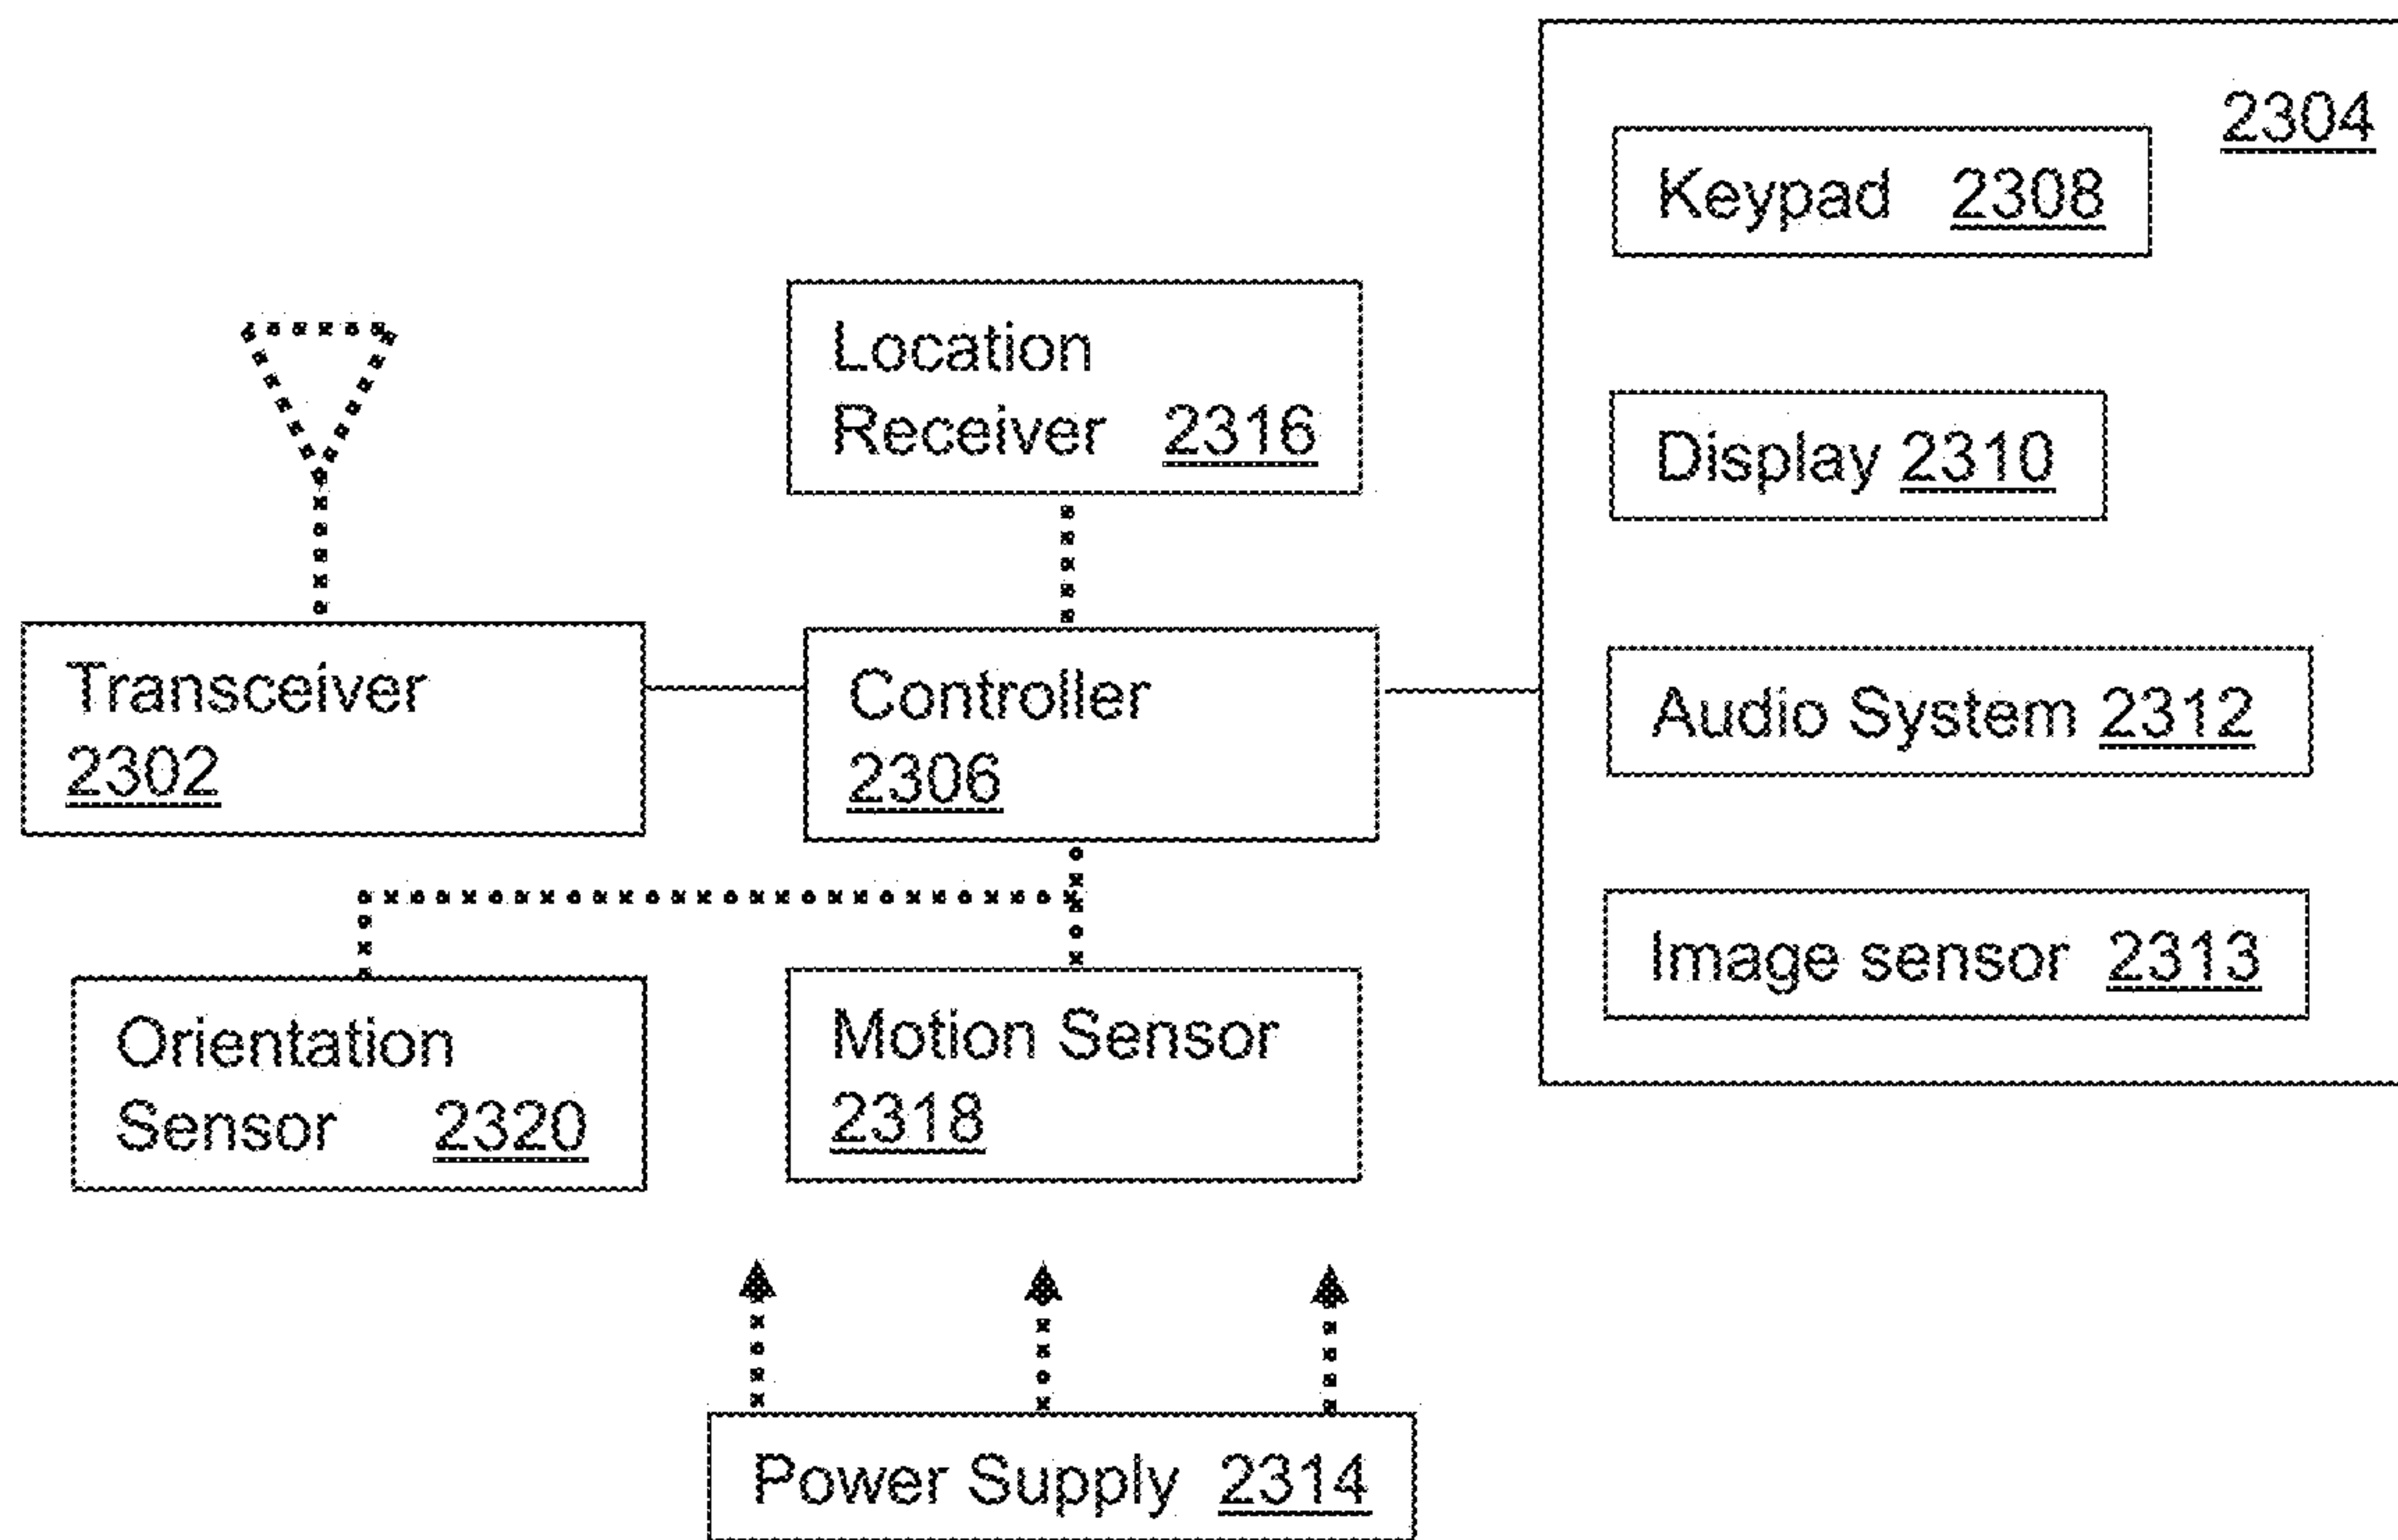 2304
Keypad 2308
Location
Receiver 2316
Display 2310
Transceiver
2302
Controller
2306
Audio System 2312
Image sensor 2313
Orientation
Sensor 2320
Motion Sensor
2318
Power Supply 2314